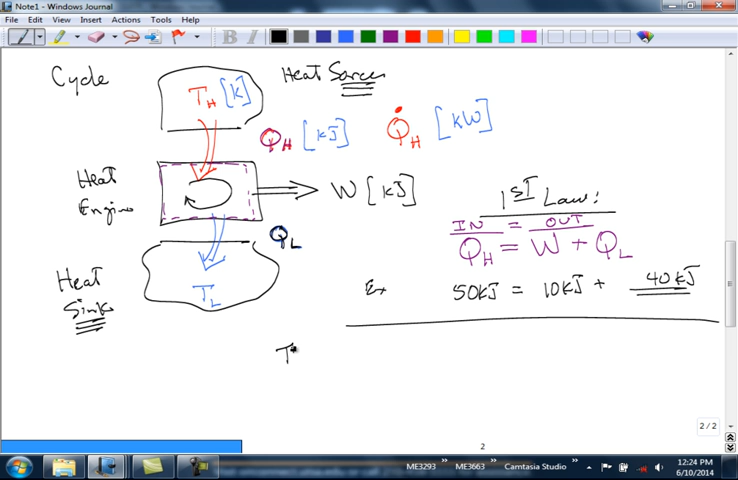 Note1 - Windows Journal
File Edit View Insert Actions Tools Help
B I
Cycle
Heat Source
T_H [K]
Q_H [kJ] Q̇_H [kW]
Heat Engine
W [kJ]
1ST Law:
IN = OUT
Q_H = W + Q_L
Q_L
Heat Sink
T_L
Ex 50kJ = 10kJ + 40kJ
T
2 / 2
2
ME3293 » ME3663 Camtasia Studio »
12:24 PM
6/10/2014